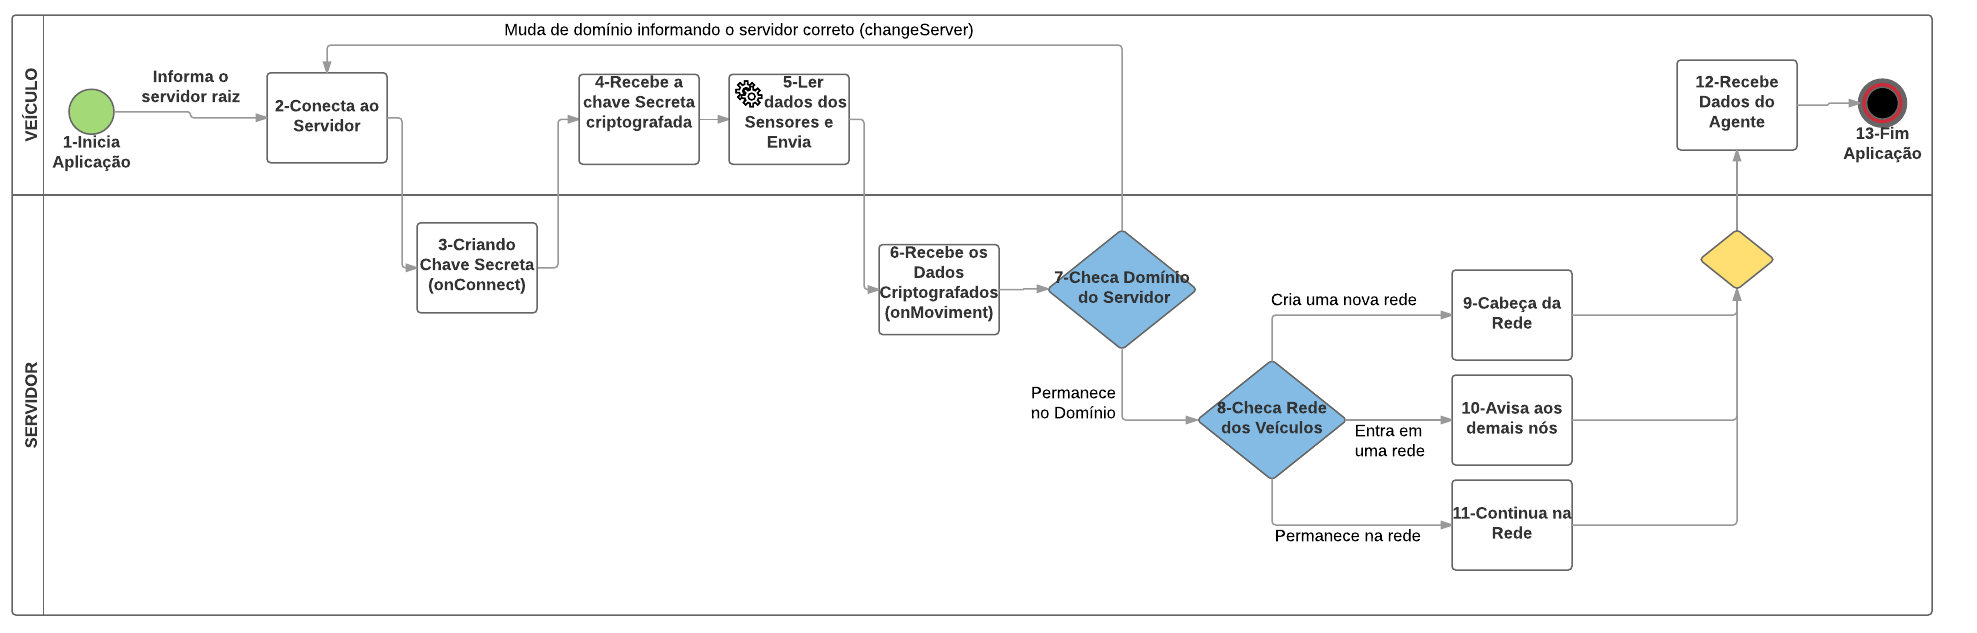 Muda de domínio informando o servidor correto (changeServer)
VEÍCULO
Informa o
servidor raiz
1-Inicia
Aplicação
2-Conecta ao
Servidor
4-Recebe a
chave Secreta
criptografada
5-Ler
dados dos
Sensores e
Envia
12-Recebe
Dados do
Agente
13-Fim
Aplicação
SERVIDOR
3-Criando
Chave Secreta
(onConnect)
6-Recebe os
Dados
Criptografados
(onMoviment)
7-Checa Domínio
do Servidor
Permanece
no Domínio
8-Checa Rede
dos Veículos
Cria uma nova rede
9-Cabeça da
Rede
Entra em
uma rede
10-Avisa aos
demais nós
Permanece na rede
11-Continua na
Rede